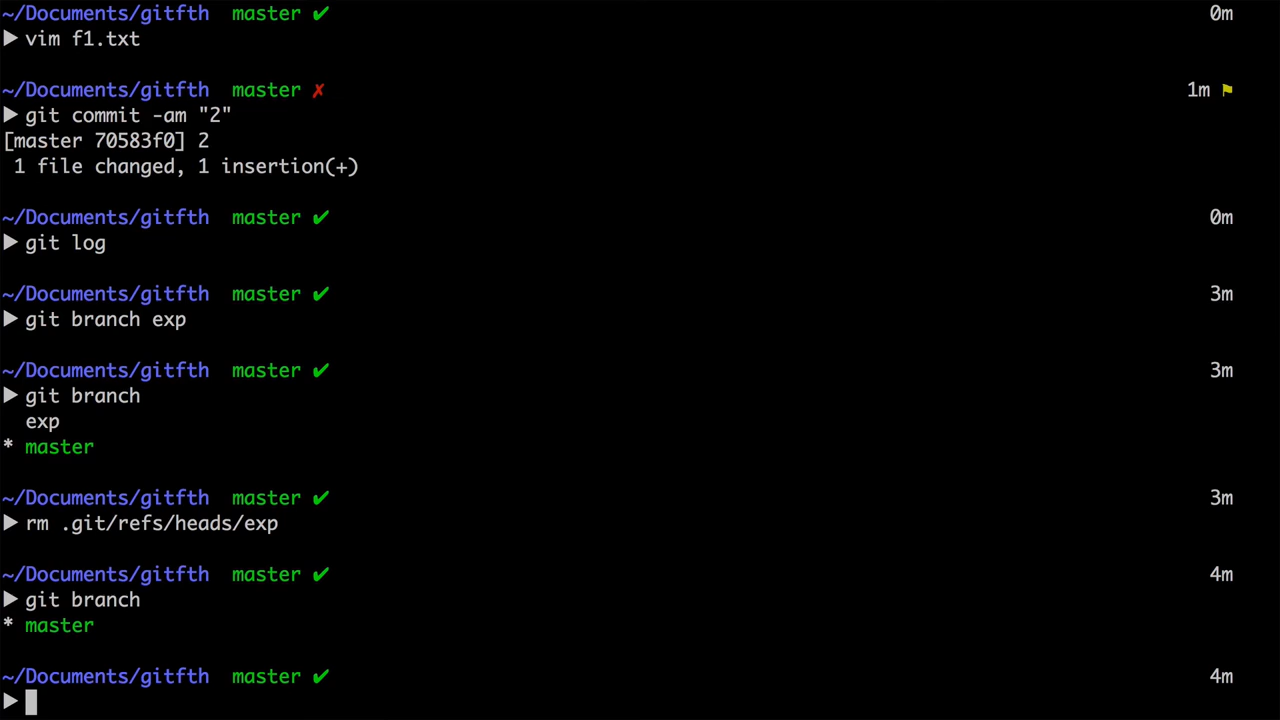 ~/Documents/gitfth  master ✔ 0m
▶ vim f1.txt
~/Documents/gitfth  master ✗ 1m ⚑
▶ git commit -am "2"
[master 70583f0] 2
 1 file changed, 1 insertion(+)
~/Documents/gitfth  master ✔ 0m
▶ git log
~/Documents/gitfth  master ✔ 3m
▶ git branch exp
~/Documents/gitfth  master ✔ 3m
▶ git branch
  exp
* master
~/Documents/gitfth  master ✔ 3m
▶ rm .git/refs/heads/exp
~/Documents/gitfth  master ✔ 4m
▶ git branch
* master
~/Documents/gitfth  master ✔ 4m
▶